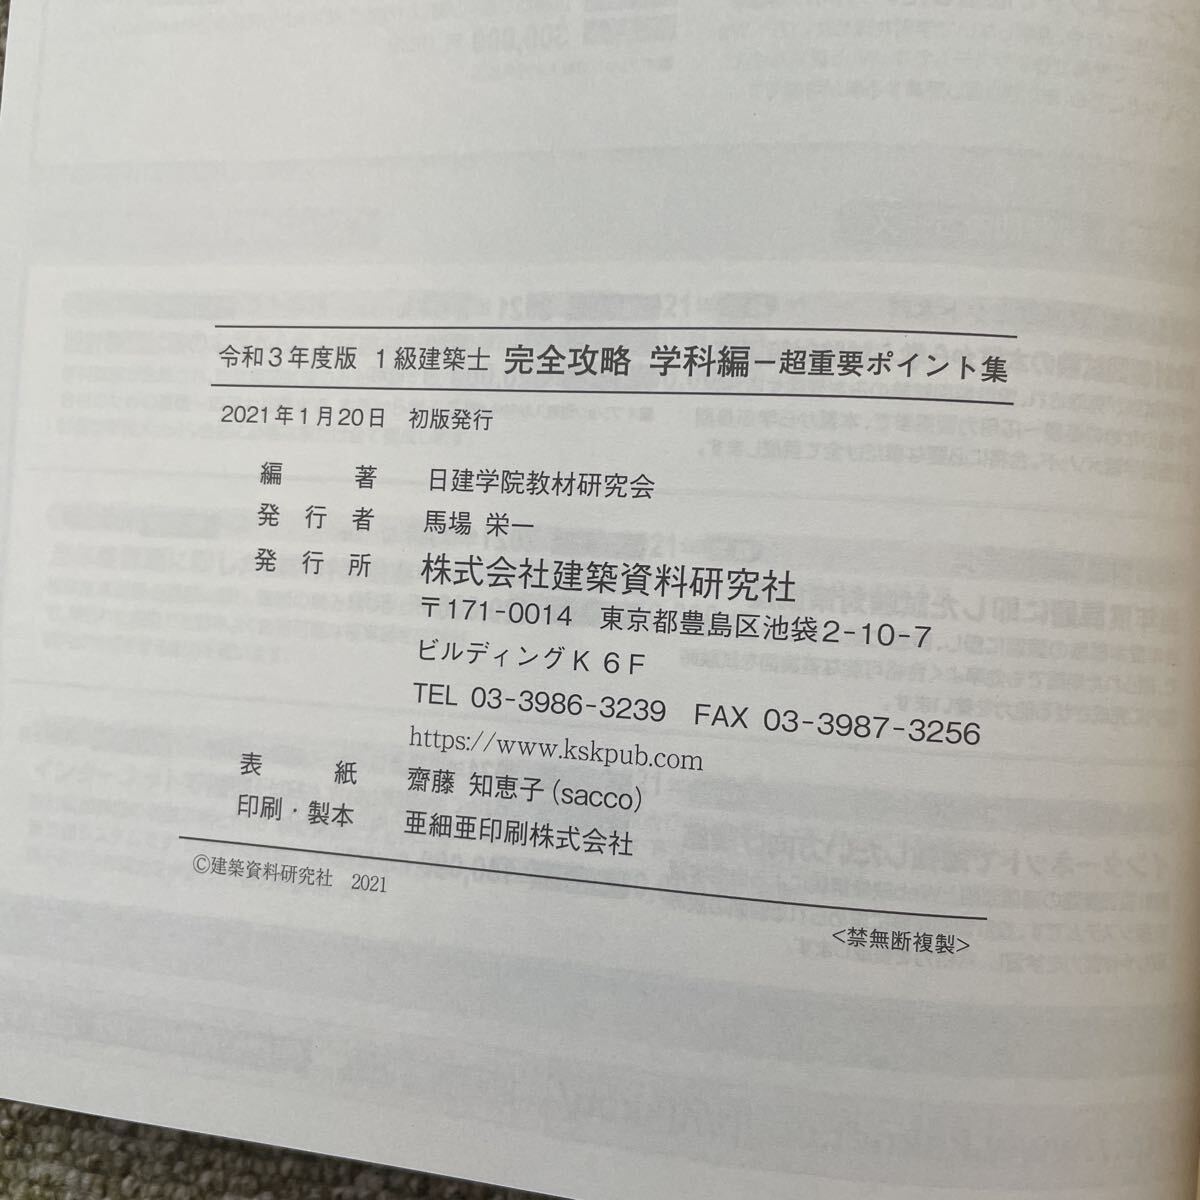 令和3年度版 1級建築士 完全攻略 学科編－超重要ポイント集
2021年1月20日 初版発行
編 著 日建学院教材研究会
発 行 者 馬場 栄一
発 行 所 株式会社建築資料研究社
〒171-0014 東京都豊島区池袋2-10-7
ビルディングK 6F
TEL 03-3986-3239 FAX 03-3987-3256
https://www.kskpub.com
表 紙 齋藤 知恵子(sacco)
印刷・製本 亜細亜印刷株式会社
©建築資料研究社 2021
<禁無断複製>